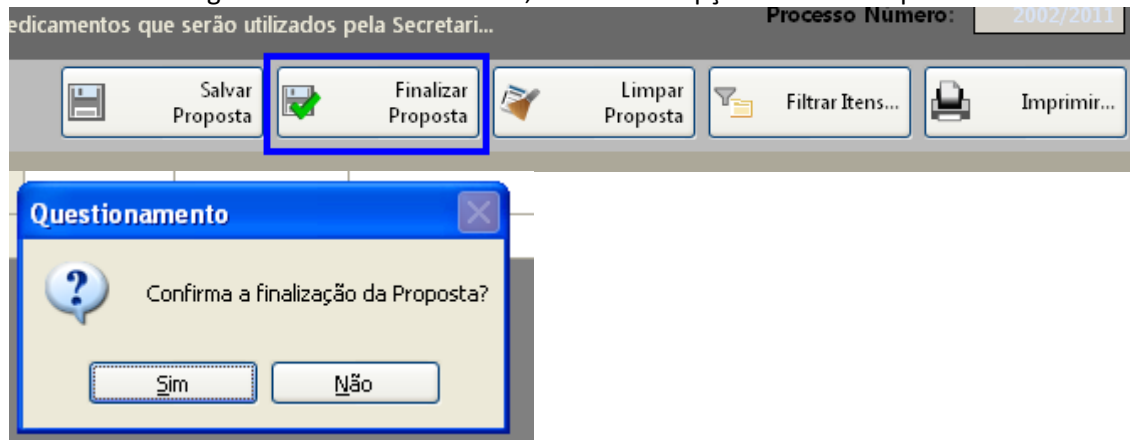 edicamentos que serão utilizados pela Secretari...
Processo Número: 2002/2011
Salvar
Proposta
Finalizar
Proposta
Limpar
Proposta
Filtrar Itens...
Imprimir...
Questionamento
Confirma a finalização da Proposta?
Sim
Não